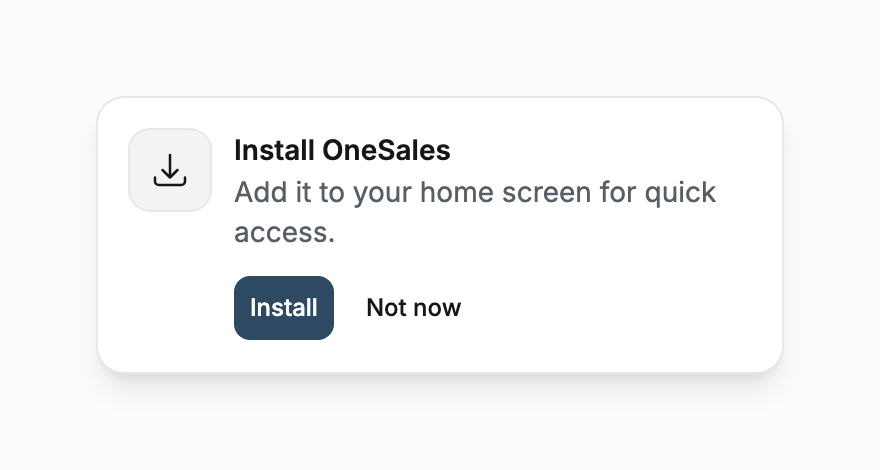 Install OneSales
Add it to your home screen for quick
access.
Install
Not now